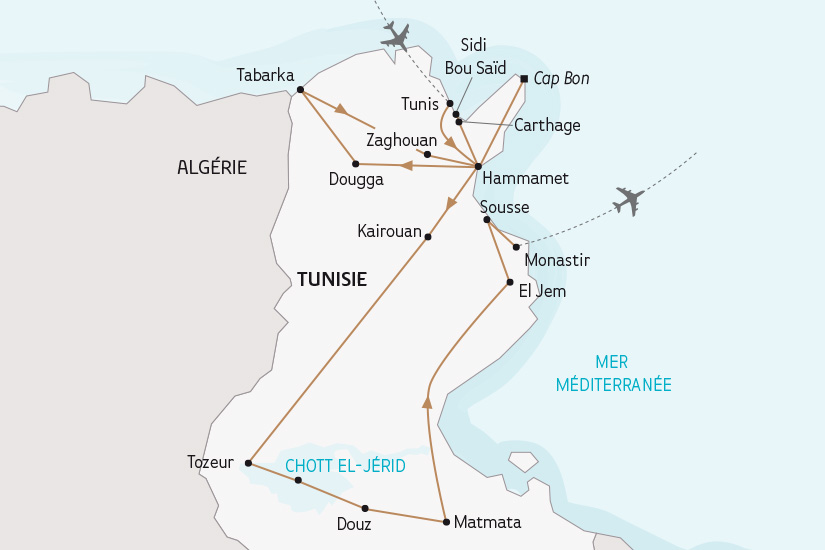 Sidi
Bou Saïd
Tabarka
Cap Bon
Tunis
Carthage
Zaghouan
ALGÉRIE
Dougga
Hammamet
Sousse
Kairouan
Monastir
TUNISIE
El Jem
MER
MÉDITERRANÉE
Tozeur
CHOTT EL-JÉRID
Douz
Matmata